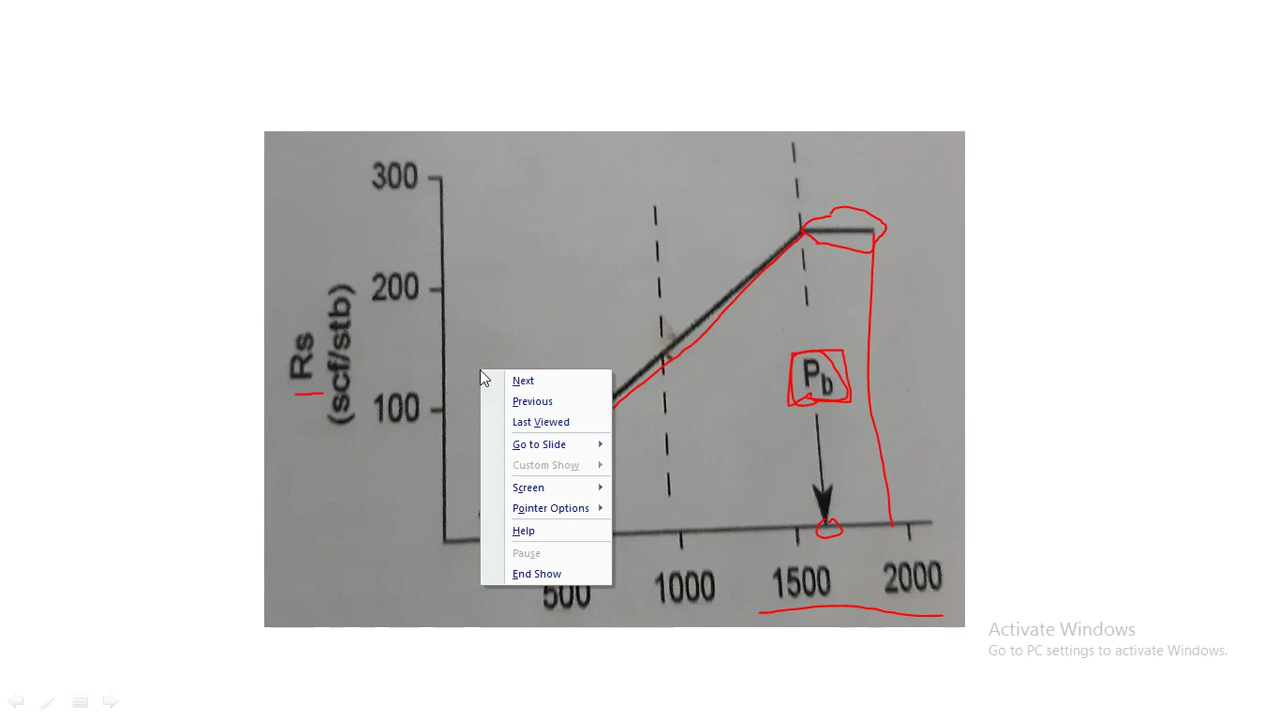 300
200
100
Rs
(scf/stb)
Pb
500
1000
1500
2000
Next
Previous
Last Viewed
Go to Slide
Custom Show
Screen
Pointer Options
Help
Pause
End Show
Activate Windows
Go to PC settings to activate Windows.